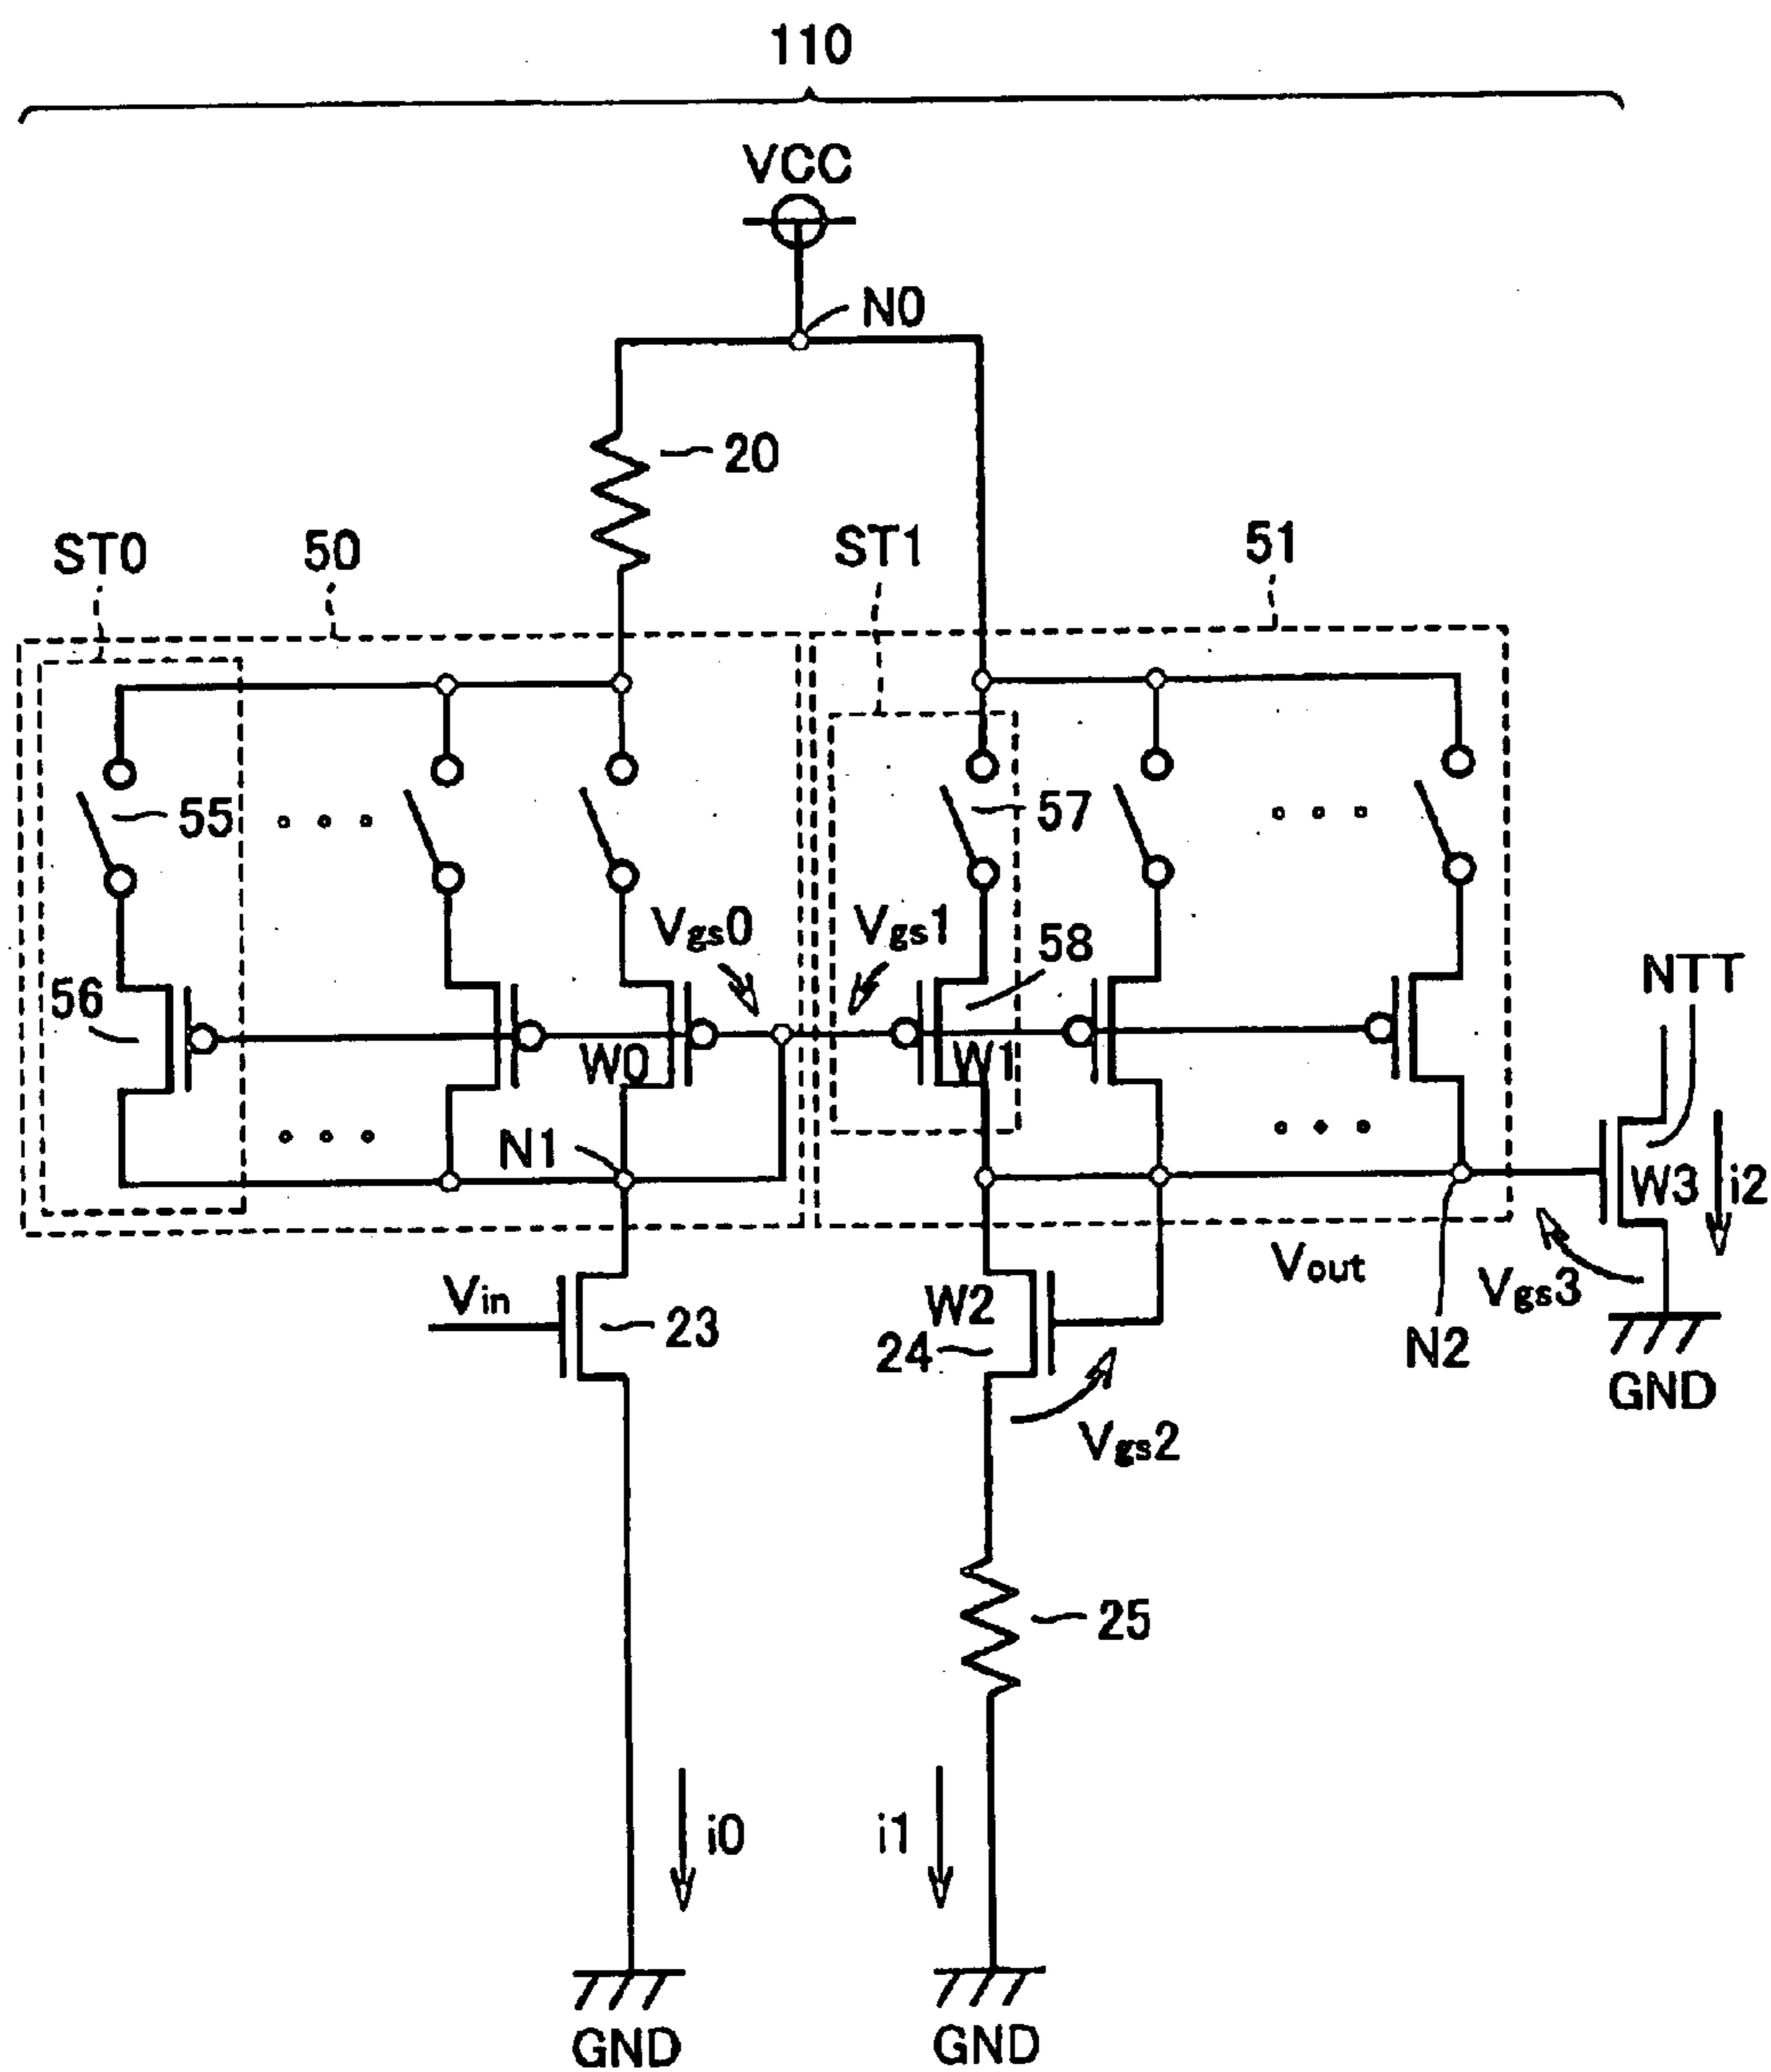 110
VCC
N0
20
ST0
50
ST1
51
55
57
Vgs0
Vgs1
58
56
NTT
W0
W1
N1
W3
i2
Vin
23
W2
24
Vout
Vgs3
N2
GND
Vgs2
25
i0
i1
GND
GND